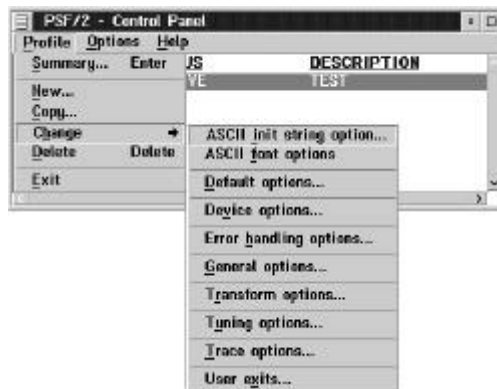 PSF/2 - Control Panel
Profile Options Help
Summary... Enter
US DESCRIPTION
VE TEST
New...
Copy...
Change
Delete Delete
Exit
ASCII init string option...
ASCII font options
Default options...
Device options...
Error handling options...
General options...
Transform options...
Tuning options...
Trace options...
User exits...